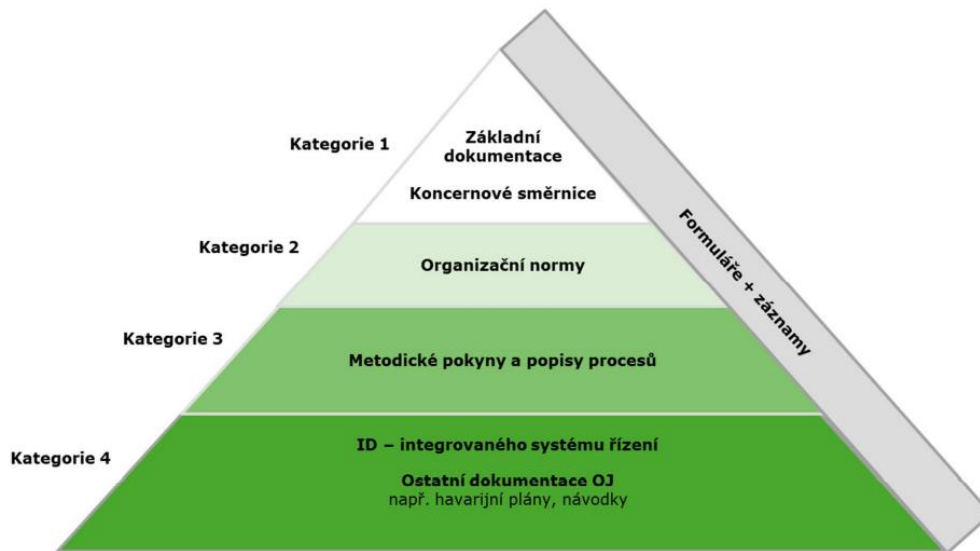 Kategorie 1
Základní
dokumentace
Koncernové směrnice
Kategorie 2
Organizační normy
Formuláře + záznamy
Kategorie 3
Metodické pokyny a popisy procesů
Kategorie 4
ID – integrovaného systému řízení
Ostatní dokumentace OJ
např. havarijní plány, návodky